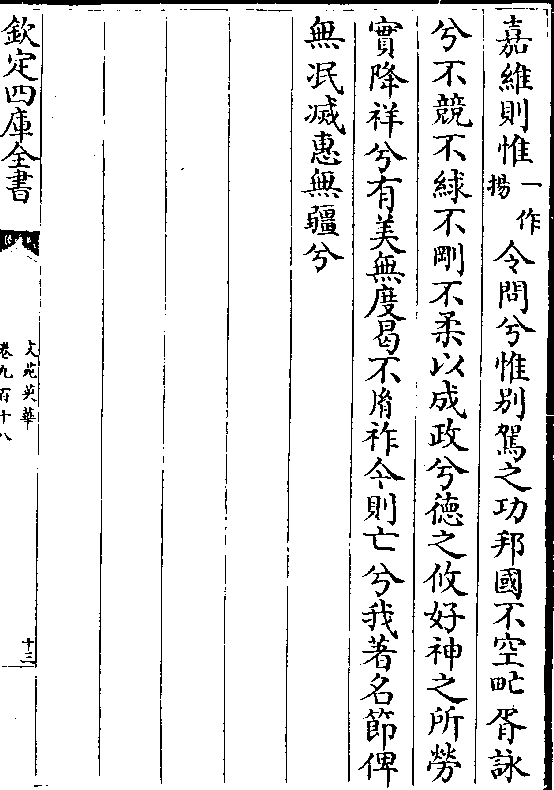 嘉維則惟一作揚令問兮惟别駕之功邦國不空甿胥詠
兮不競不絿不剛不柔以成政兮德之攸好神之所勞
實降祥兮有美無度曷不胤祚今則亡兮我著名節俾
無泯滅惠無疆兮
欽定四庫全書
文苑英華
卷九百十八
十三